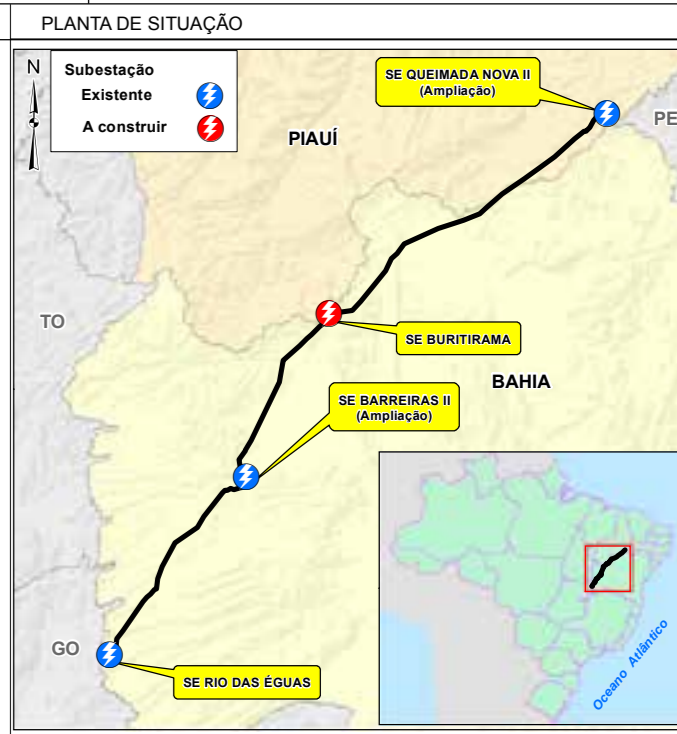 PLANTA DE SITUAÇÃO
N
Subestação
Existente
A construir
SE QUEIMADA NOVA II
(Ampliação)
PE
PIAUÍ
TO
SE BURITIRAMA
BAHIA
SE BARREIRAS II
(Ampliação)
GO
SE RIO DAS ÉGUAS
Oceano Atlântico